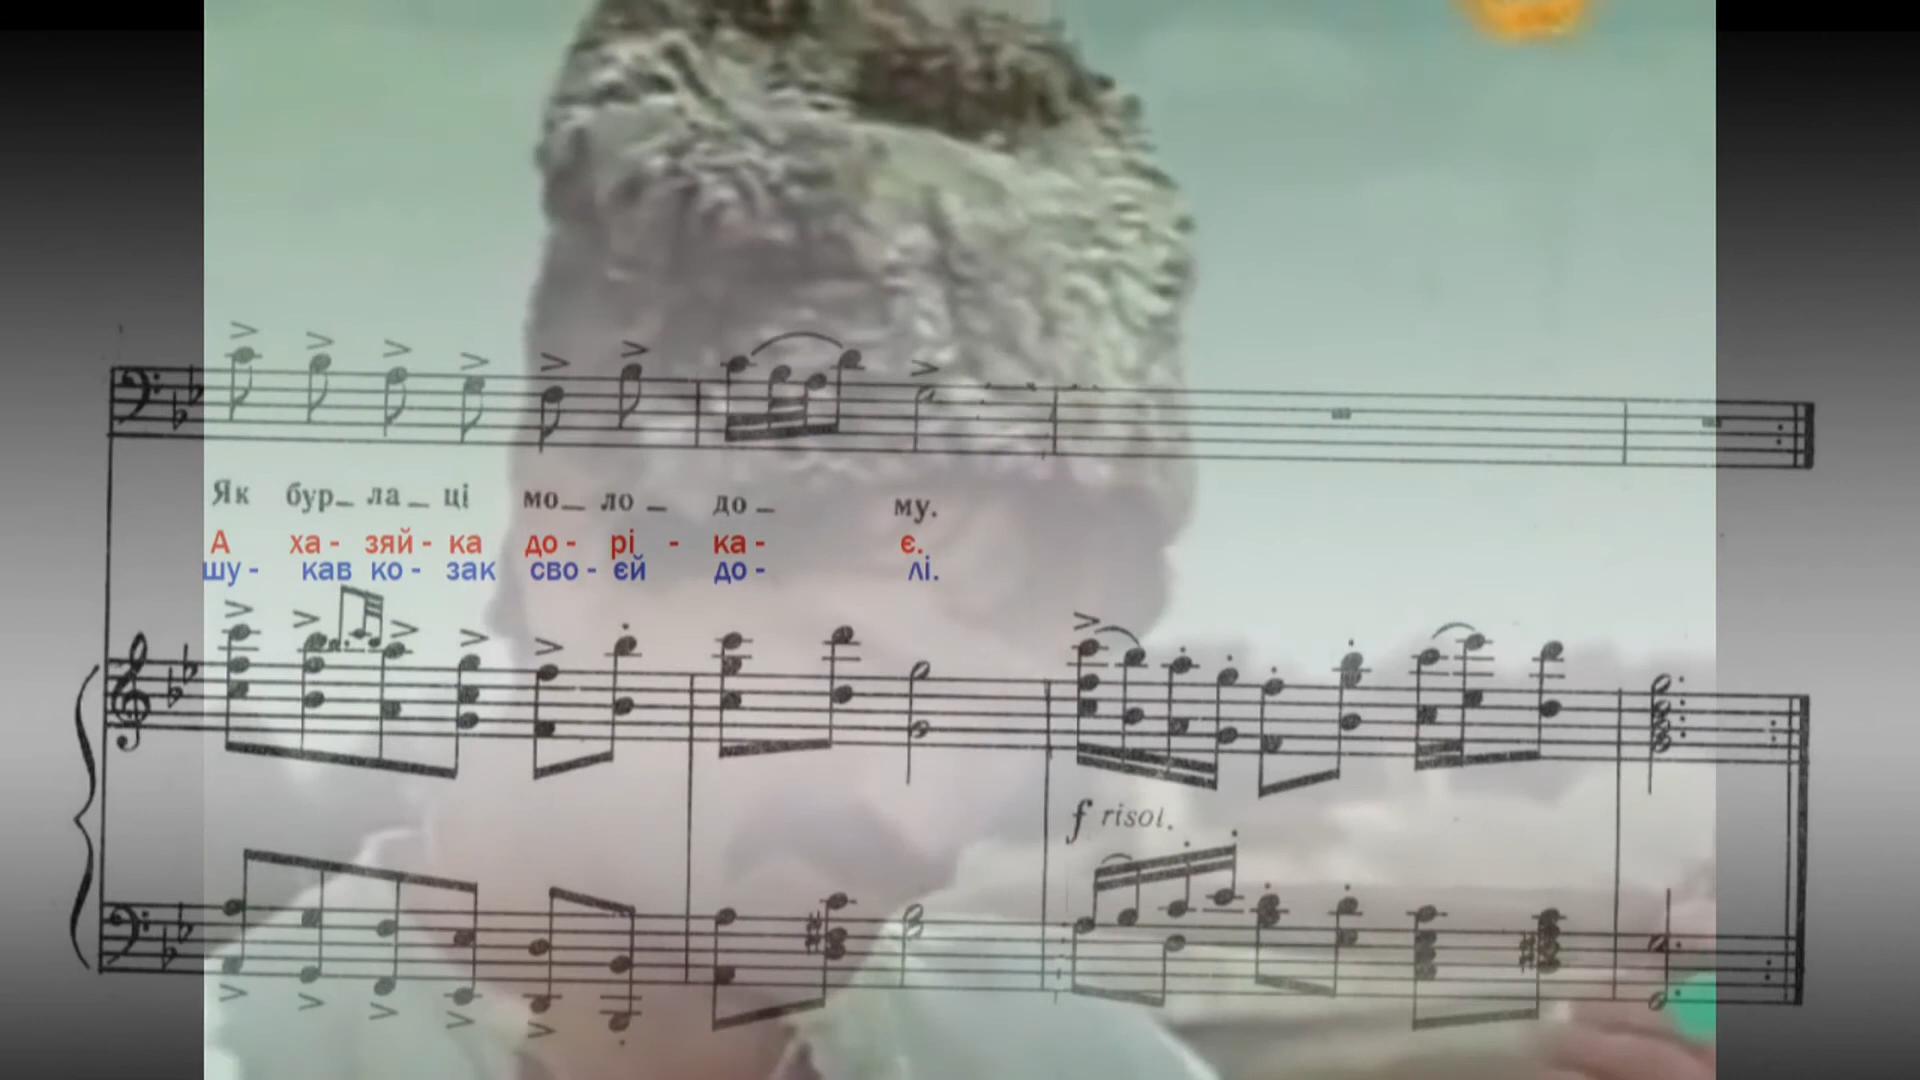 Як бур_ ла_ ці мо_ ло_ до_ му.
А ха- зяй- ка до- рі - ка- є.
шу- кав ко- зак сво- єй до- лі.
f risol.